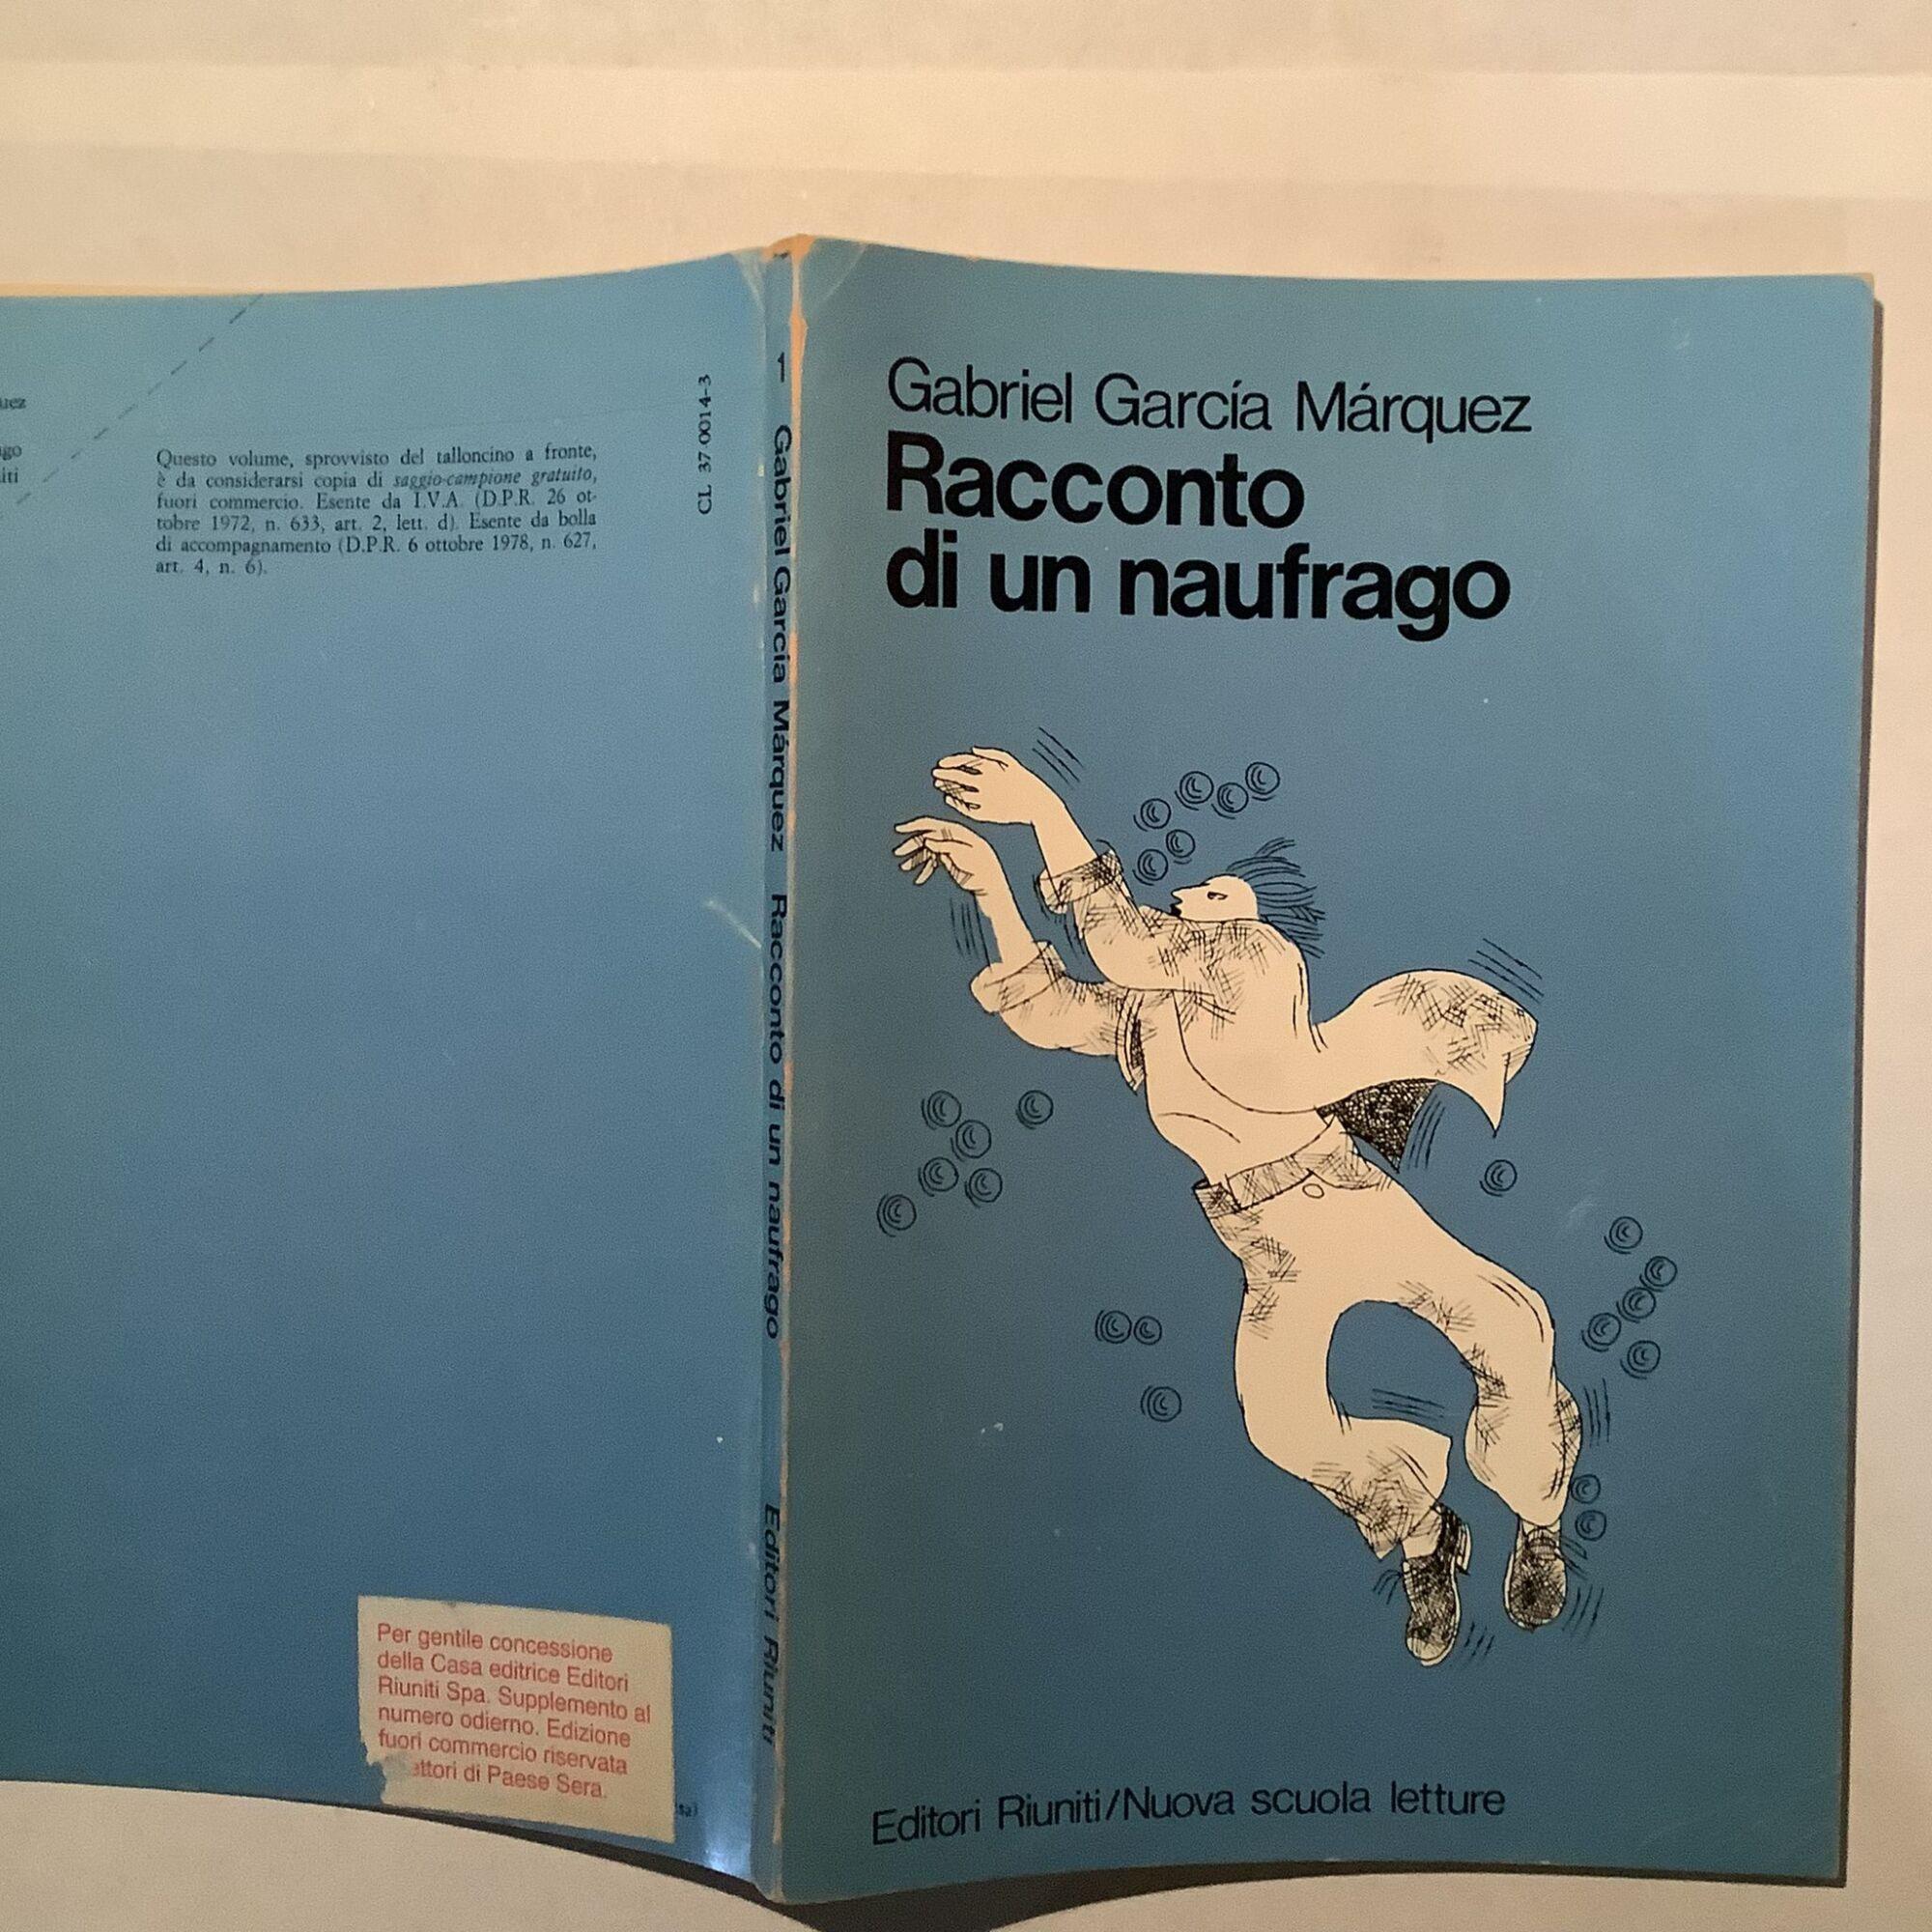 Questo volume, sprovvisto del talloncino a fronte,
è da considerarsi copia di saggio-campione gratuito,
fuori commercio. Esente da I.V.A. (D.P.R. 26 ot-
tobre 1972, n. 633, art. 2, lett. d). Esente da bolla
di accompagnamento (D.P.R. 6 ottobre 1978, n. 627,
art. 4, n. 6).
CL 37-0014-3
Per gentile concessione
della Casa editrice Editori
Riuniti Spa. Supplemento al
numero odierno. Edizione
fuori commercio riservata
di Paese Sera.
1 Gabriel García Márquez Racconto di un naufrago Editori Riuniti
Gabriel García Márquez
Racconto
di un naufrago
Editori Riuniti/Nuova scuola letture